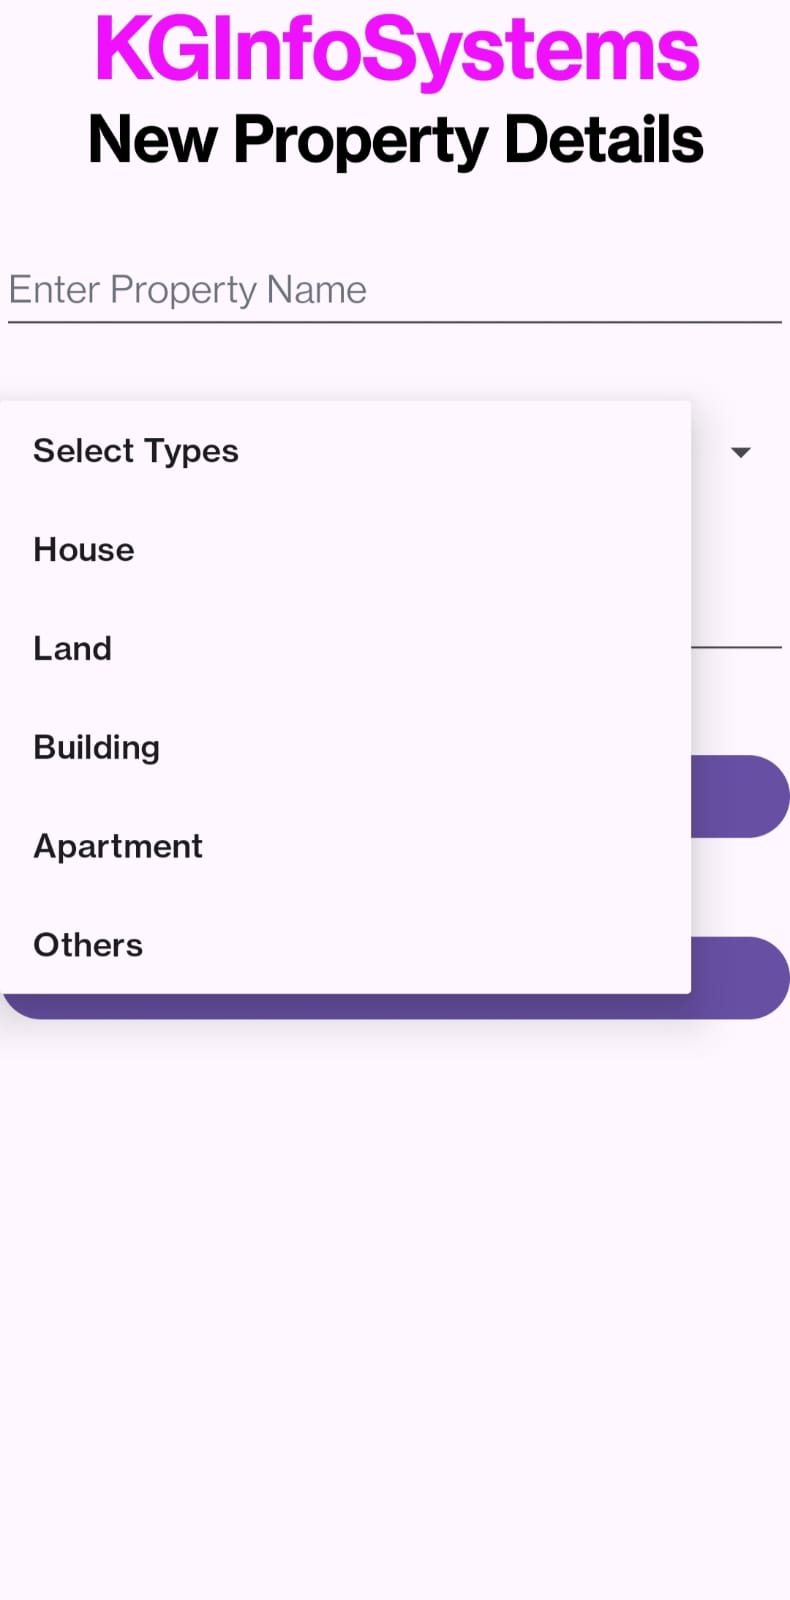 KGInfoSystems
New Property Details
Enter Property Name
Select Types
House
Land
Building
Apartment
Others